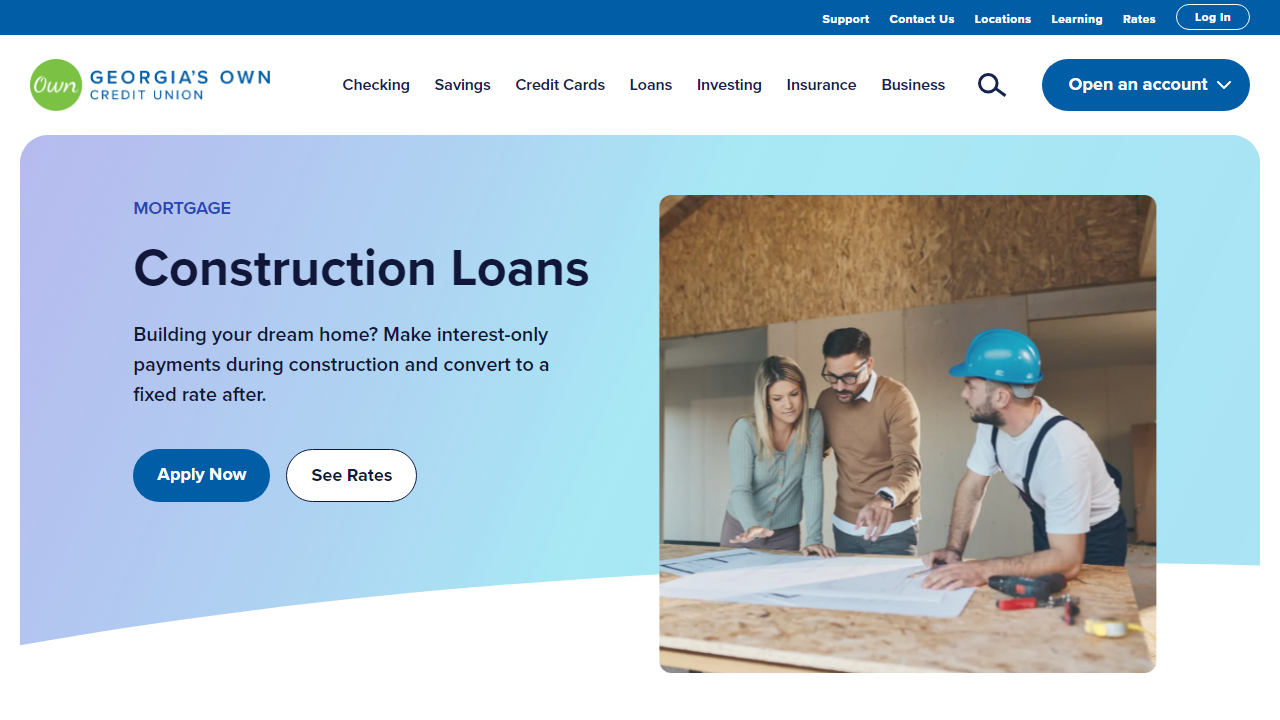 Support Contact Us Locations Learning Rates Log In
Own GEORGIA'S OWN
CREDIT UNION
Checking Savings Credit Cards Loans Investing Insurance Business Open an account
MORTGAGE
Construction Loans
Building your dream home? Make interest-only
payments during construction and convert to a
fixed rate after.
Apply Now See Rates